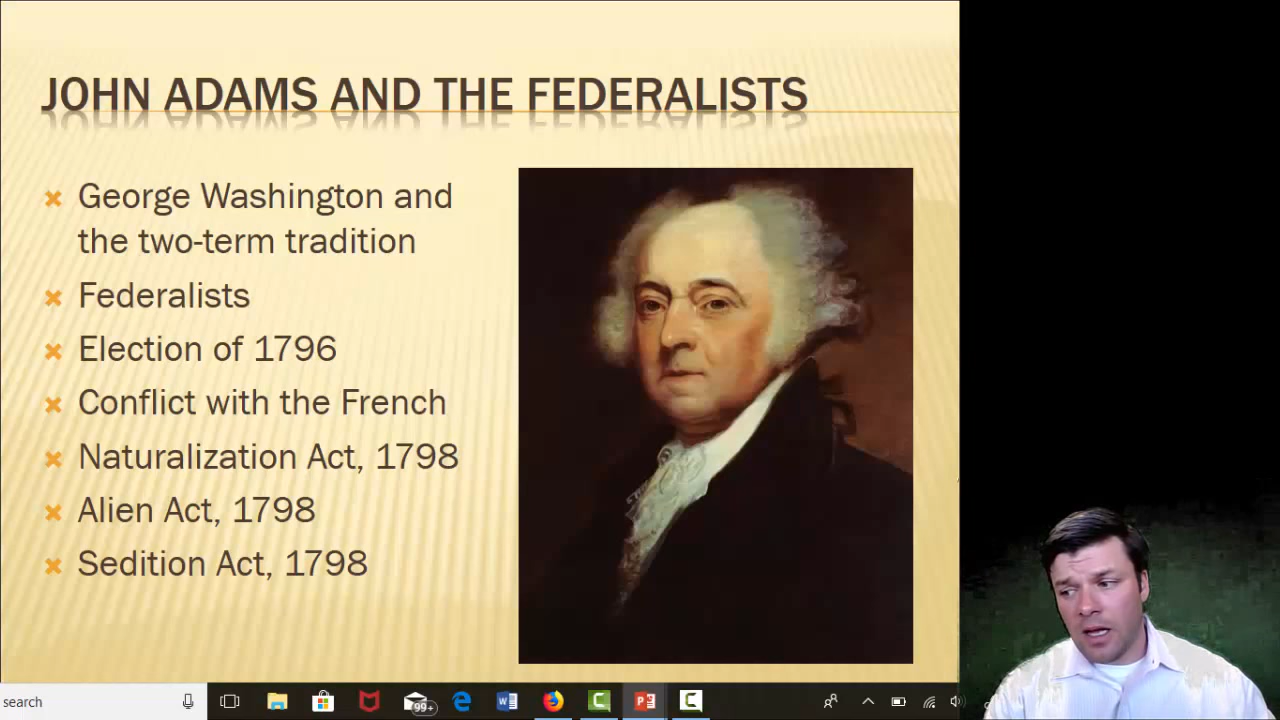 JOHN ADAMS AND THE FEDERALISTS
George Washington and
the two-term tradition
Federalists
Election of 1796
Conflict with the French
Naturalization Act, 1798
Alien Act, 1798
Sedition Act, 1798
search
99+